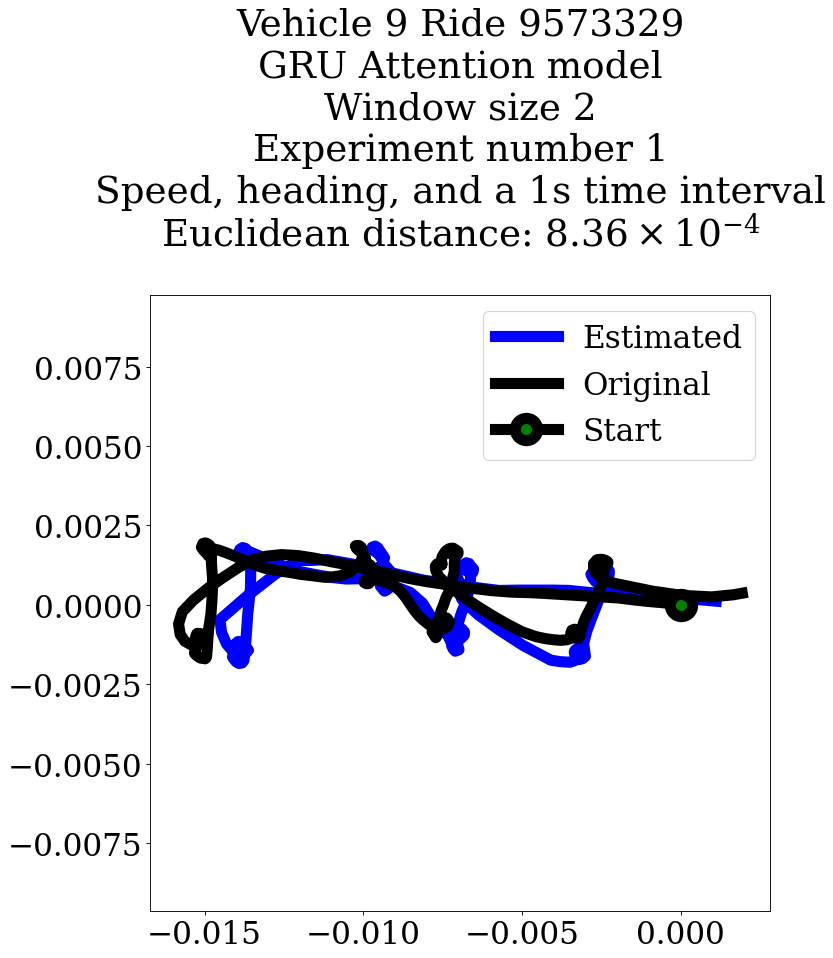 Vehicle 9 Ride 9573329
GRU Attention model
Window size 2
Experiment number 1
Speed, heading, and a 1s time interval
Euclidean distance: 8.36 × 10⁻⁴
Estimated
Original
Start
0.0075
0.0050
0.0025
0.0000
−0.0025
−0.0050
−0.0075
−0.015 −0.010 −0.005 0.000